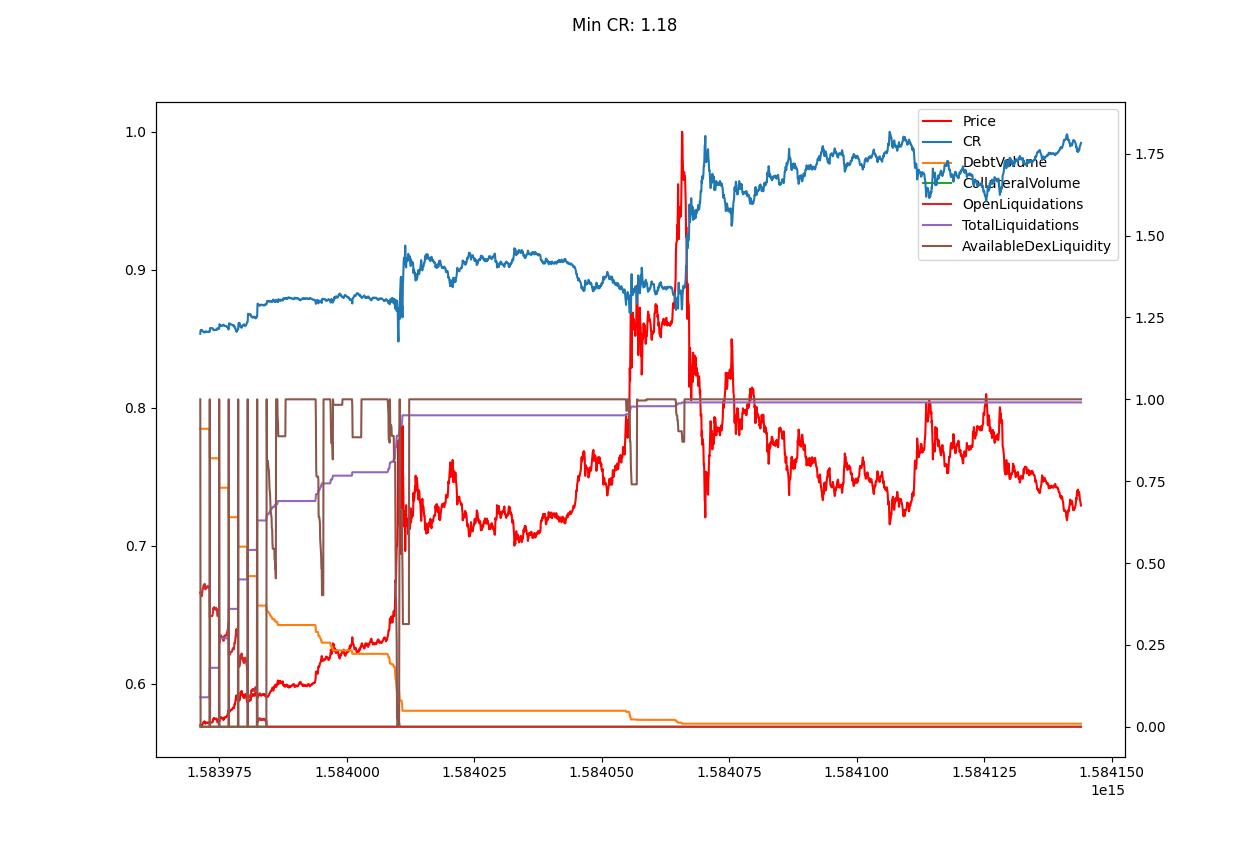 Min CR: 1.18
1.0
0.9
0.8
0.7
0.6
1.75
1.50
1.25
1.00
0.75
0.50
0.25
0.00
Price
CR
DebtVolume
CollateralVolume
OpenLiquidations
TotalLiquidations
AvailableDexLiquidity
1.583975 1.584000 1.584025 1.584050 1.584075 1.584100 1.584125 1.584150
1e15